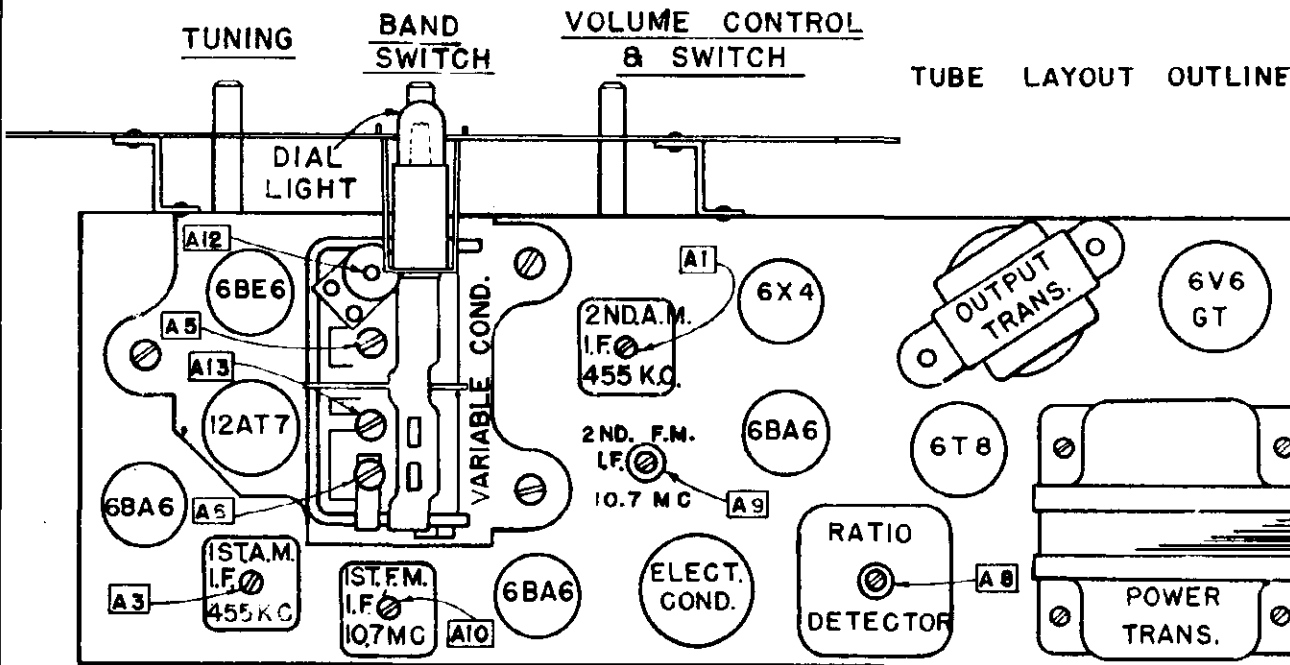 TUNING
BAND
SWITCH
VOLUME CONTROL
& SWITCH
TUBE LAYOUT OUTLINE
DIAL
LIGHT
A12
6BE6
A5
A13
12AT7
6BA6
A6
VARIABLE COND.
A1
2ND.A.M.
I.F.
455 K.C.
6X4
OUTPUT
TRANS.
6V6
GT
2ND. F.M.
I.F.
10.7 MC
A9
6BA6
6T8
1ST.A.M.
I.F.
455KC
A3
1ST.F.M.
I.F.
10.7MC
A10
6BA6
ELECT.
COND.
RATIO
DETECTOR
A8
POWER
TRANS.